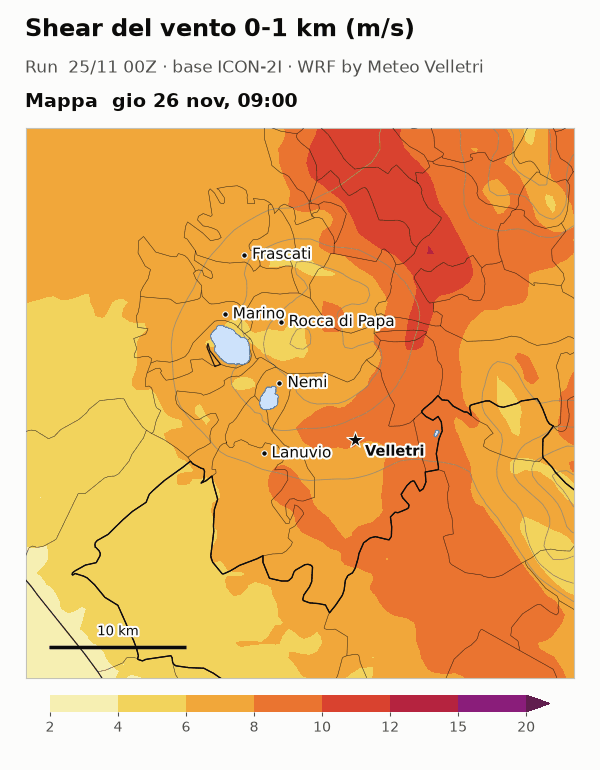 Shear del vento 0-1 km (m/s)
Run  25/11 00Z · base ICON-2I · WRF by Meteo Velletri
Mappa  gio 26 nov, 09:00
Frascati
Marino
Rocca di Papa
Nemi
Velletri
Lanuvio
10 km
2 4 6 8 10 12 15 20